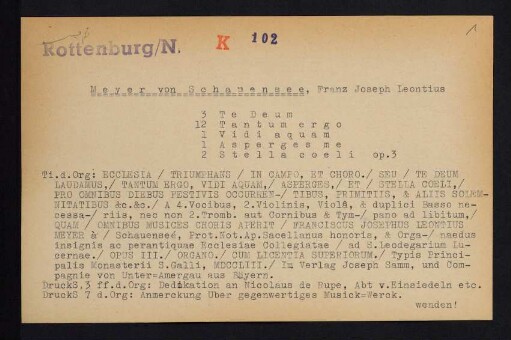 1
Rottenburg/N. K 102
Meyer von Schauensee, Franz Joseph Leontius
3 Te Deum
12 Tantum ergo
1 Vidi aquam
1 Asperges me
2 Stella coeli op.3
Ti.d.Org: ECCLESIA / TRIUMPHANS / IN CAMPO, ET CHORO./ SEU / TE DEUM
LAUDAMUS,/ TANTUM ERGO, VIDI AQUAM,/ ASPERGES,/ ET / STELLA COELI,/
PRO OMNIBUS DIEBUS FESTIVIS OCCURREN-/ TIBUS, PRIMITIIS, & ALIIS SOLEM-
NITATIBUS &c.&c./ A 4.Vocibus, 2.Violinis, Violâ, & duplici Basso ne-
cessa-/ riis, nec non 2.Tromb. aut Cornibus & Tym-/ pano ad libitum,/
QUAM / OMNIBUS MUSICES CHORIS APERIT / FRANCISCUS JOSEPHUS LEONTIUS
MEYER â / Schauenseé, Prot.Not.Ap.Sacellanus honoris, & Orga-/ naedus
insignis ac perantiquae Ecclesiae Collegiatae / ad S.Leodegarium Lu-
cernae./ OPUS III./ ORGANO./ CUM LICENTIA SUPERIORUM./ Typis Princi-
palis Monasterii S.Galli, MDCCLIII./ Im Verlag Joseph Samm, und Com-
pagnie von Unter-Amergau aus Bayern.
DruckS.3 ff.d.Org: Dedikation an Nicolaus de Rupe, Abt v.Einsiedeln etc.
DruckS 7 d.Org: Anmerckung Über gegenwertiges Musick=Werck.
wenden!